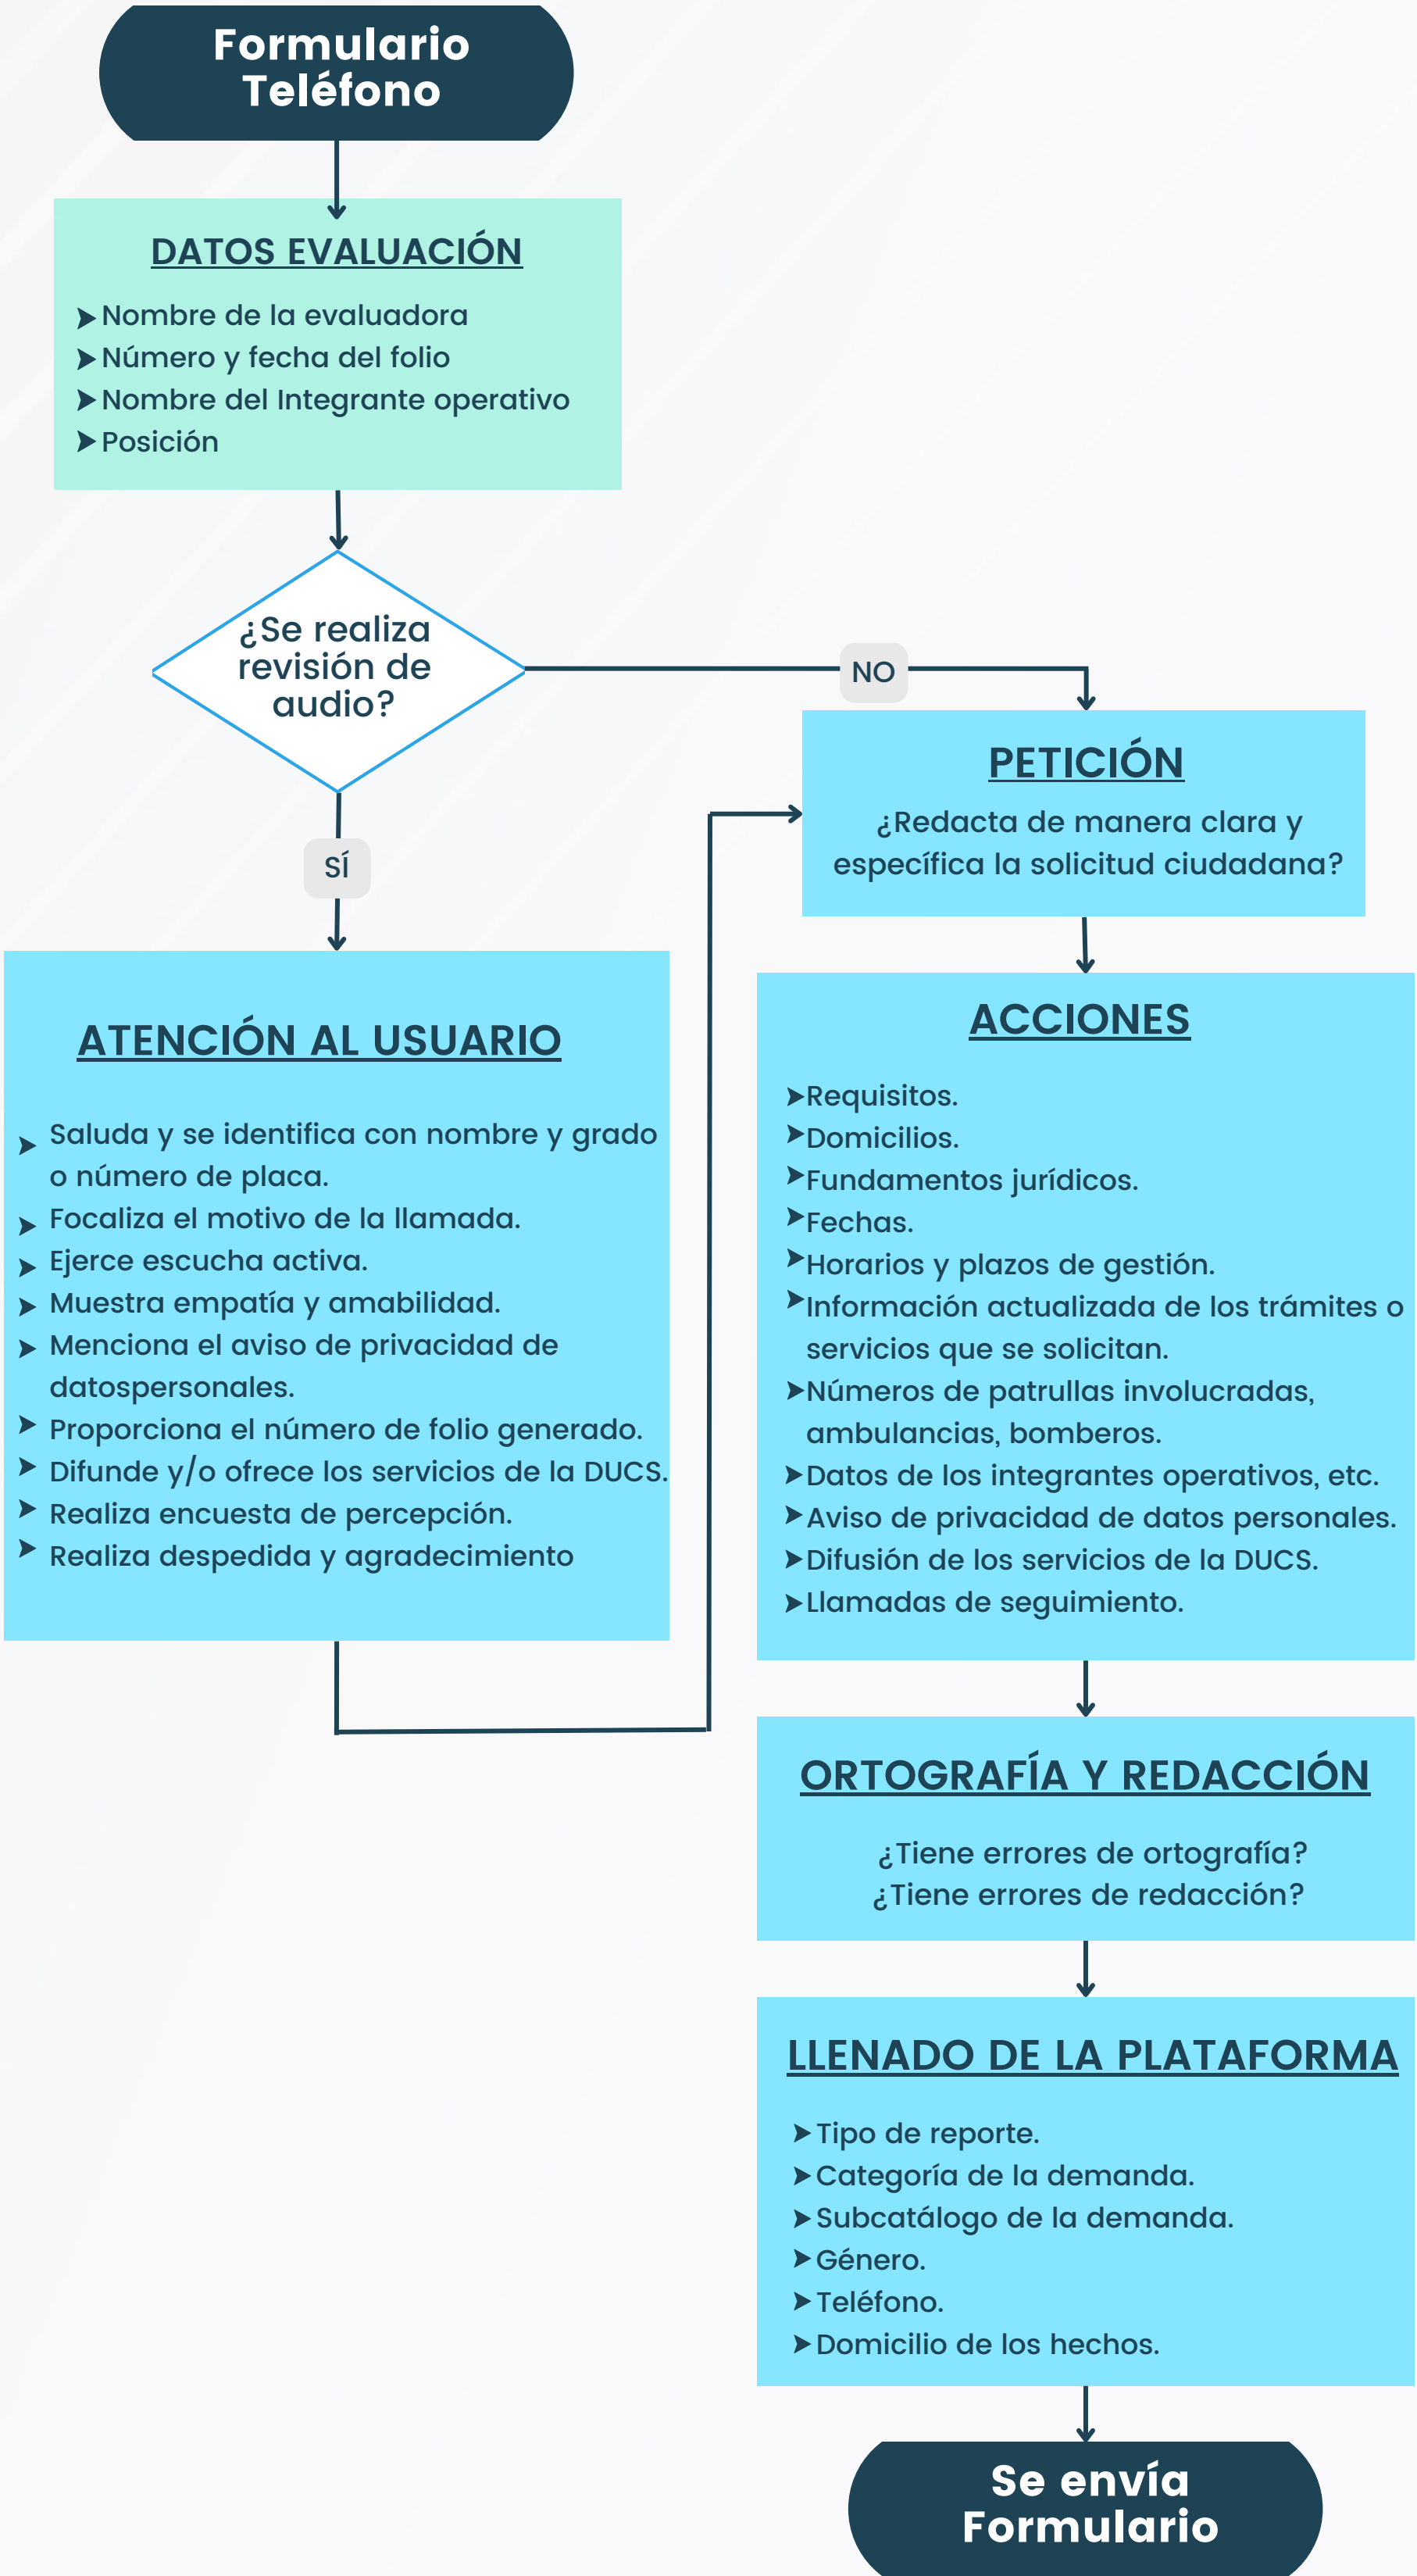 Formulario
Teléfono
DATOS EVALUACIÓN
Nombre de la evaluadora
Número y fecha del folio
Nombre del Integrante operativo
Posición
¿Se realiza
revisión de
audio?
NO
SÍ
PETICIÓN
¿Redacta de manera clara y
específica la solicitud ciudadana?
ATENCIÓN AL USUARIO
Saluda y se identifica con nombre y grado
o número de placa.
Focaliza el motivo de la llamada.
Ejerce escucha activa.
Muestra empatía y amabilidad.
Menciona el aviso de privacidad de
datospersonales.
Proporciona el número de folio generado.
Difunde y/o ofrece los servicios de la DUCS.
Realiza encuesta de percepción.
Realiza despedida y agradecimiento
ACCIONES
Requisitos.
Domicilios.
Fundamentos jurídicos.
Fechas.
Horarios y plazos de gestión.
Información actualizada de los trámites o
servicios que se solicitan.
Números de patrullas involucradas,
ambulancias, bomberos.
Datos de los integrantes operativos, etc.
Aviso de privacidad de datos personales.
Difusión de los servicios de la DUCS.
Llamadas de seguimiento.
ORTOGRAFÍA Y REDACCIÓN
¿Tiene errores de ortografía?
¿Tiene errores de redacción?
LLENADO DE LA PLATAFORMA
Tipo de reporte.
Categoría de la demanda.
Subcatálogo de la demanda.
Género.
Teléfono.
Domicilio de los hechos.
Se envía
Formulario